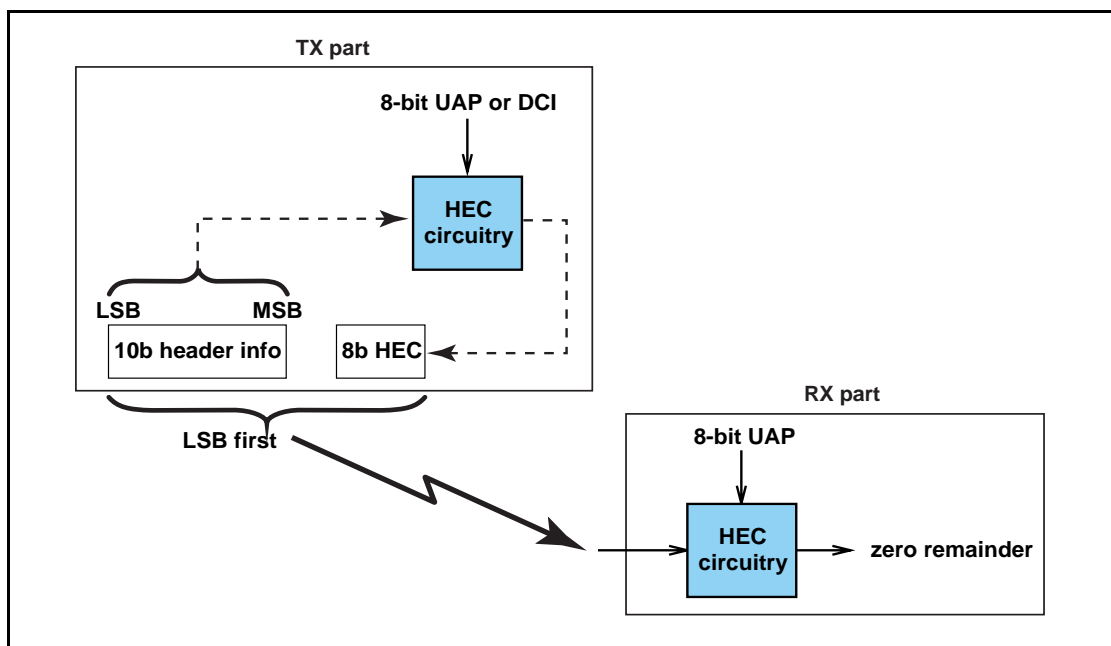 TX part
8-bit UAP or DCI
HEC
circuitry
LSB
MSB
10b header info
8b HEC
LSB first
RX part
8-bit UAP
HEC
circuitry
zero remainder